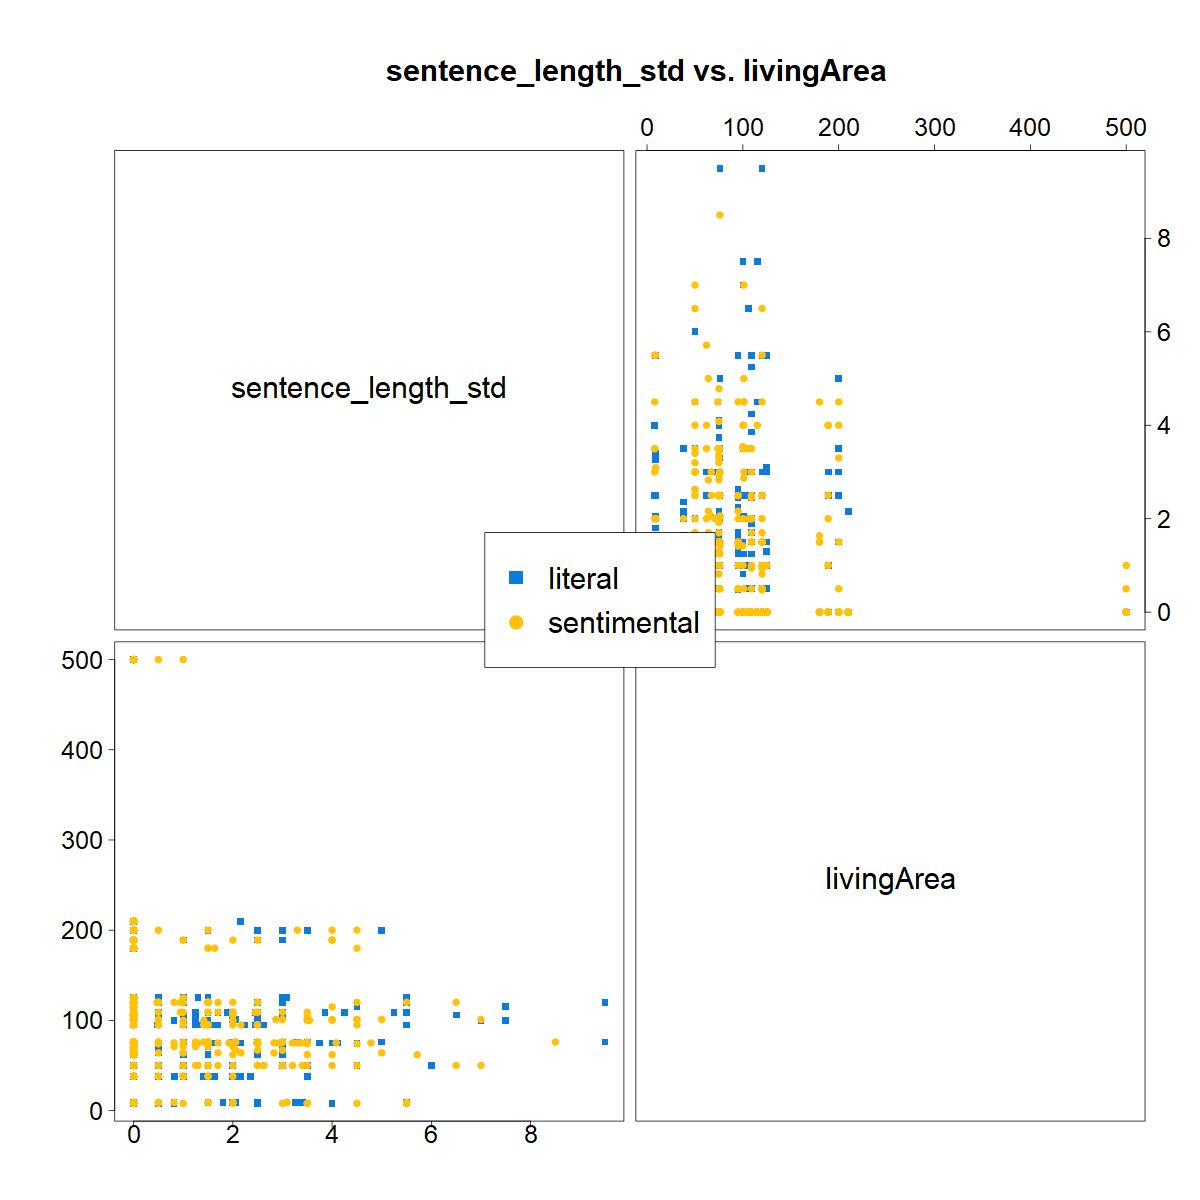 sentence_length_std vs. livingArea
0 100 200 300 400 500
sentence_length_std
8
6
4
2
0
literal
sentimental
500
400
300
200
100
0
livingArea
0 2 4 6 8